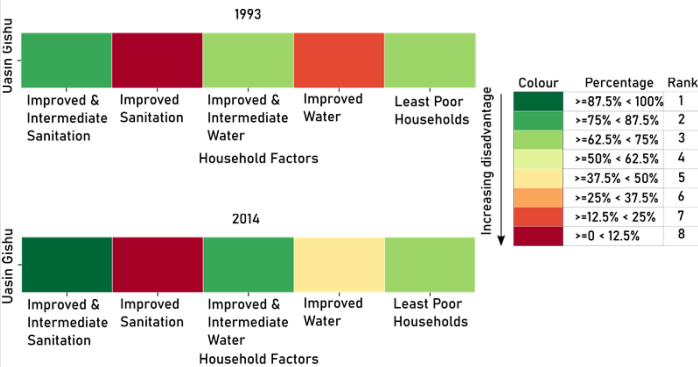 1993
Uasin Gishu
Improved &
Intermediate
Sanitation
Improved
Sanitation
Improved &
Intermediate
Water
Improved
Water
Least Poor
Households
Household Factors
2014
Uasin Gishu
Improved &
Intermediate
Sanitation
Improved
Sanitation
Improved &
Intermediate
Water
Improved
Water
Least Poor
Households
Household Factors
Increasing disadvantage
Colour Percentage Rank
>=87.5% < 100% 1
>=75% < 87.5% 2
>=62.5% < 75% 3
>=50% < 62.5% 4
>=37.5% < 50% 5
>=25% < 37.5% 6
>=12.5% < 25% 7
>=0 < 12.5% 8